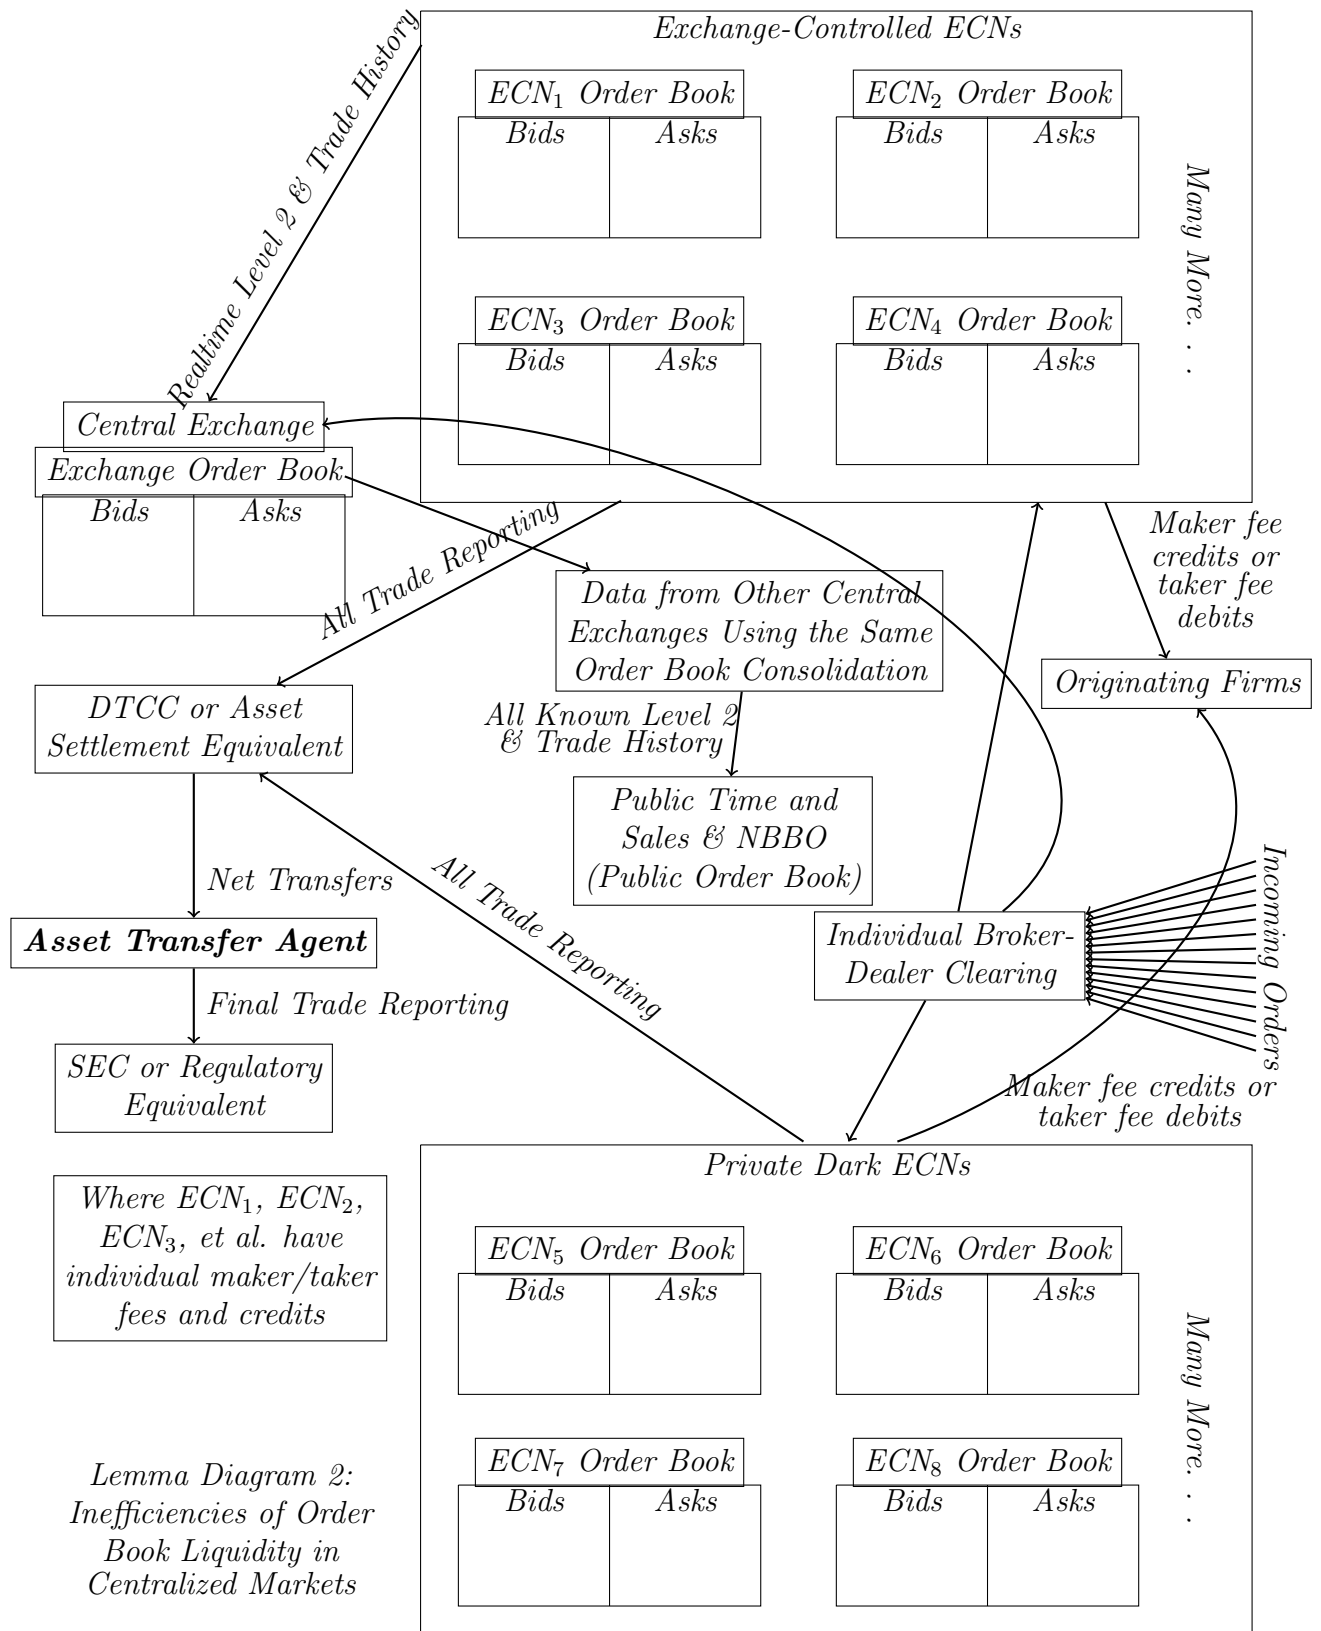 Exchange-Controlled ECNs
ECN₁ Order Book
Bids
Asks
ECN₂ Order Book
Bids
Asks
ECN₃ Order Book
Bids
Asks
ECN₄ Order Book
Bids
Asks
Many More. . .
Realtime Level 2 & Trade History
Central Exchange
Exchange Order Book
Bids
Asks
All Trade Reporting
Maker fee
credits or
taker fee
debits
Data from Other Central
Exchanges Using the Same
Order Book Consolidation
Originating Firms
DTCC or Asset
Settlement Equivalent
All Known Level 2
& Trade History
Public Time and
Sales & NBBO
(Public Order Book)
Net Transfers
All Trade Reporting
Incoming Orders
Asset Transfer Agent
Individual Broker-
Dealer Clearing
Final Trade Reporting
SEC or Regulatory
Equivalent
Maker fee credits or
taker fee debits
Private Dark ECNs
Where ECN₁, ECN₂,
ECN₃, et al. have
individual maker/taker
fees and credits
ECN₅ Order Book
Bids
Asks
ECN₆ Order Book
Bids
Asks
ECN₇ Order Book
Bids
Asks
ECN₈ Order Book
Bids
Asks
Many More. . .
Lemma Diagram 2:
Inefficiencies of Order
Book Liquidity in
Centralized Markets